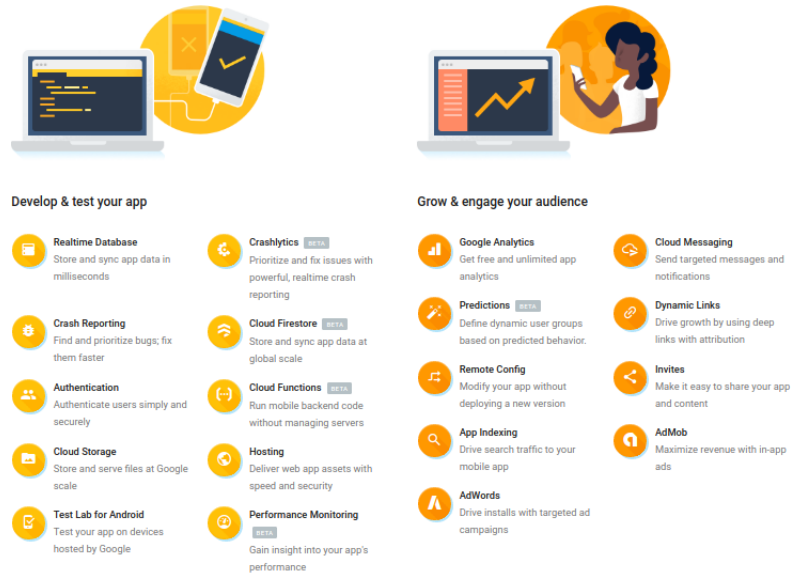 Develop & test your app
Realtime Database
Store and sync app data in
milliseconds
Crash Reporting
Find and prioritize bugs; fix
them faster
Authentication
Authenticate users simply and
securely
Cloud Storage
Store and serve files at Google
scale
Test Lab for Android
Test your app on devices
hosted by Google
Crashlytics BETA
Prioritize and fix issues with
powerful, realtime crash
reporting
Cloud Firestore BETA
Store and sync app data at
global scale
Cloud Functions BETA
Run mobile backend code
without managing servers
Hosting
Deliver web app assets with
speed and security
Performance Monitoring
BETA
Gain insight into your app's
performance
Grow & engage your audience
Google Analytics
Get free and unlimited app
analytics
Predictions BETA
Define dynamic user groups
based on predicted behavior.
Remote Config
Modify your app without
deploying a new version
App Indexing
Drive search traffic to your
mobile app
AdWords
Drive installs with targeted ad
campaigns
Cloud Messaging
Send targeted messages and
notifications
Dynamic Links
Drive growth by using deep
links with attribution
Invites
Make it easy to share your app
and content
AdMob
Maximize revenue with in-app
ads